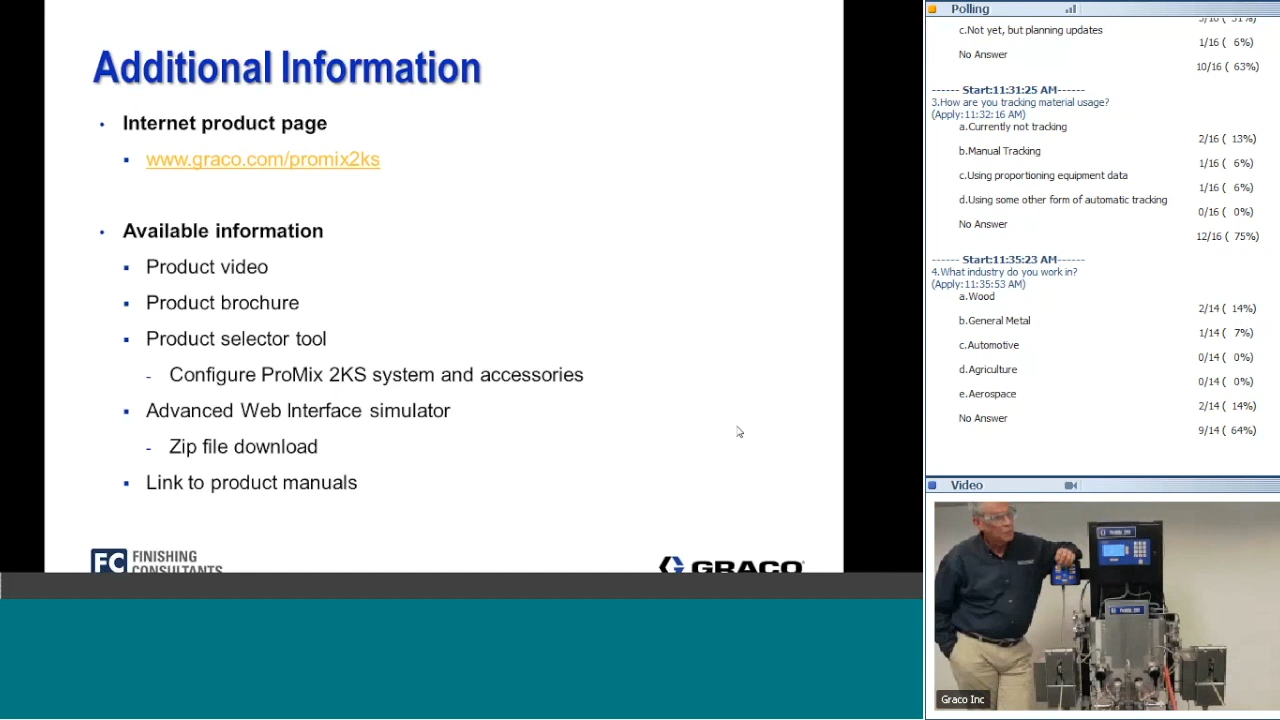 Additional Information
• Internet product page
▪ www.graco.com/promix2ks
• Available information
▪ Product video
▪ Product brochure
▪ Product selector tool
- Configure ProMix 2KS system and accessories
▪ Advanced Web Interface simulator
- Zip file download
▪ Link to product manuals
FC FINISHING
CONSULTANTS
GRACO
Polling
c.Not yet, but planning updates
1/16 ( 6%)
No Answer
10/16 ( 63%)
------ Start:11:31:25 AM------
3.How are you tracking material usage?
(Apply:11:32:16 AM)
a.Currently not tracking
2/16 ( 13%)
b.Manual Tracking
1/16 ( 6%)
c.Using proportioning equipment data
1/16 ( 6%)
d.Using some other form of automatic tracking
0/16 ( 0%)
No Answer
12/16 ( 75%)
------ Start:11:35:23 AM------
4.What industry do you work in?
(Apply:11:35:53 AM)
a.Wood
2/14 ( 14%)
b.General Metal
1/14 ( 7%)
c.Automotive
0/14 ( 0%)
d.Agriculture
0/14 ( 0%)
e.Aerospace
2/14 ( 14%)
No Answer
9/14 ( 64%)
Video
Graco Inc